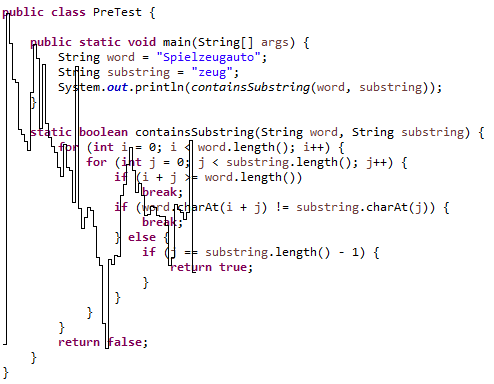 public class PreTest {
public static void main(String[] args) {
String word = "Spielzeugauto";
String substring = "zeug";
System.out.println(containsSubstring(word, substring));
}
static boolean containsSubstring(String word, String substring) {
for (int i = 0; i < word.length(); i++) {
for (int j = 0; j < substring.length(); j++) {
if (i + j >= word.length())
break;
if (word.charAt(i + j) != substring.charAt(j)) {
break;
} else {
if (j == substring.length() - 1) {
return true;
}
}
}
}
return false;
}
}